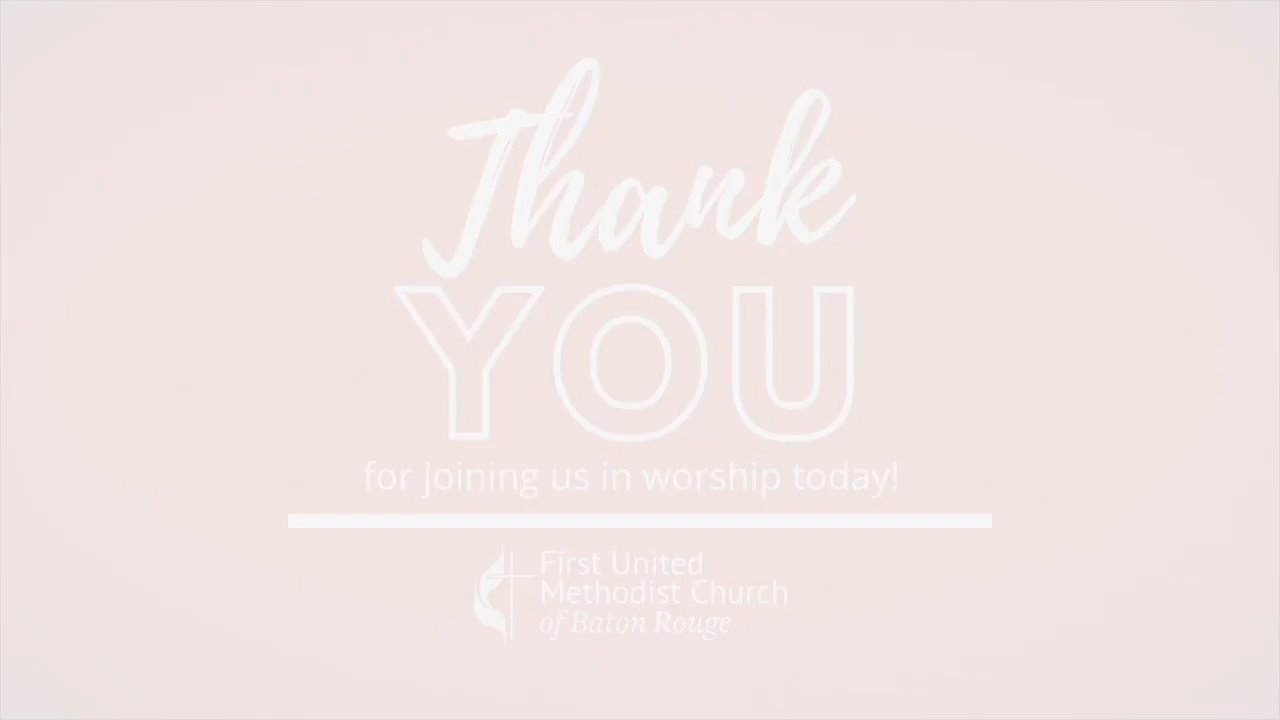 Thank
YOU
for joining us in worship today!
First United
Methodist Church
of Baton Rouge